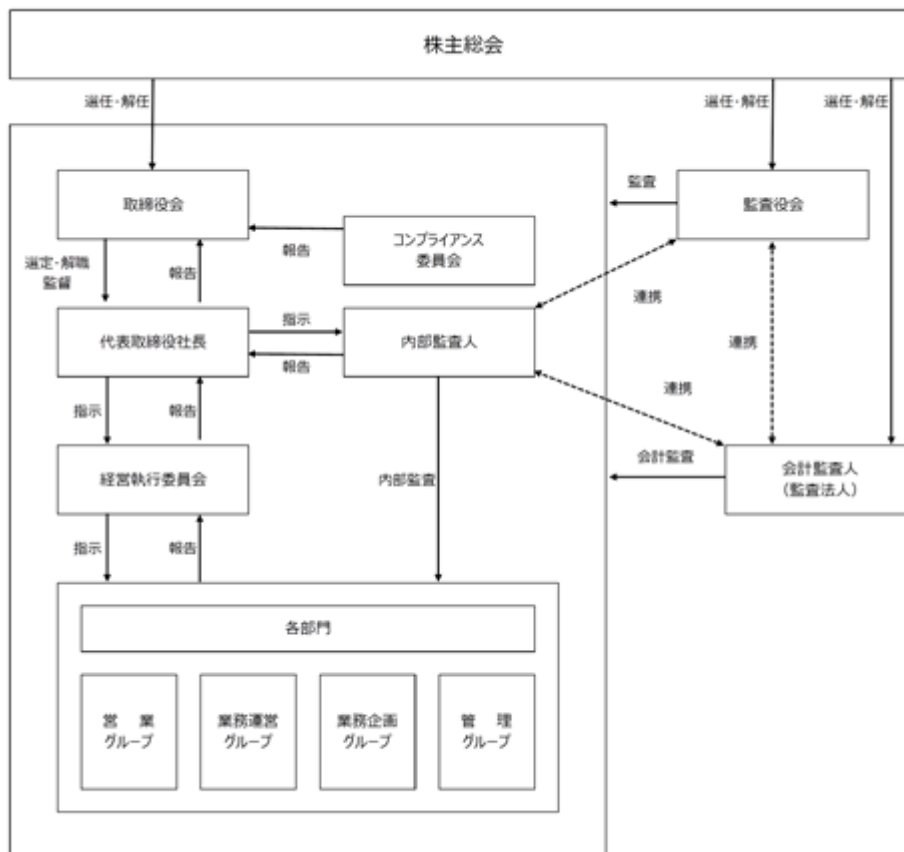 株主総会
選任・解任
選任・解任
選任・解任
取締役会
監査
監査役会
コンプライアンス
委員会
報告
選定・解職
監督
報告
連携
代表取締役社長
指示
報告
内部監査人
連携
連携
指示
報告
経営執行委員会
内部監査
会計監査
会計監査人
（監査法人）
指示
報告
各部門
営　業
グループ
業務運営
グループ
業務企画
グループ
管　理
グループ